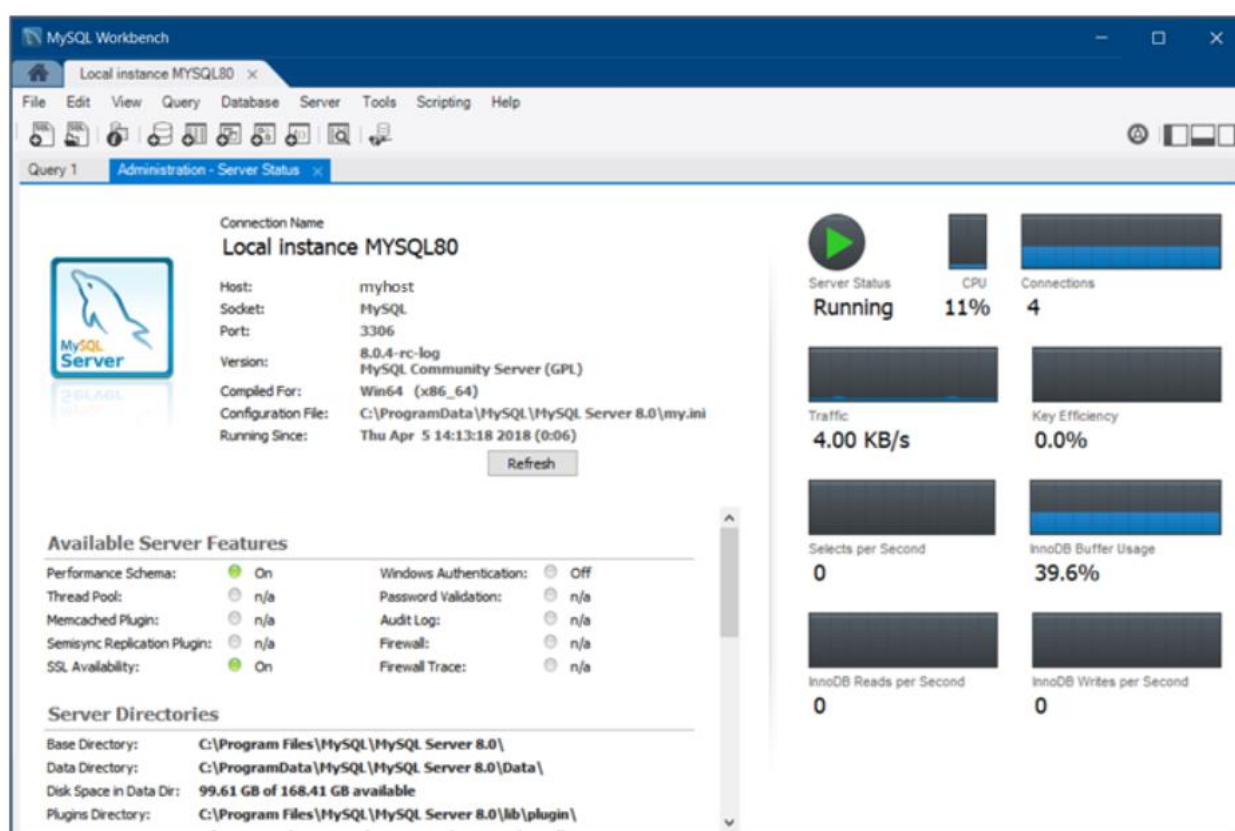 MySQL Workbench
Local instance MYSQL80
File Edit View Query Database Server Tools Scripting Help
Query 1 Administration - Server Status
Connection Name
Local instance MYSQL80
Host: myhost
Socket: MySQL
Port: 3306
Version: 8.0.4-rc-log
MySQL Community Server (GPL)
Compiled For: Win64 (x86_64)
Configuration File: C:\ProgramData\MySQL\MySQL Server 8.0\my.ini
Running Since: Thu Apr 5 14:13:18 2018 (0:06)
Refresh
MySQL
Server
Available Server Features
Performance Schema: On Windows Authentication: Off
Thread Pool: n/a Password Validation: n/a
Memcached Plugin: n/a Audit Log: n/a
Semisync Replication Plugin: n/a Firewall: n/a
SSL Availability: On Firewall Trace: n/a
Server Directories
Base Directory: C:\Program Files\MySQL\MySQL Server 8.0\
Data Directory: C:\ProgramData\MySQL\MySQL Server 8.0\Data\
Disk Space in Data Dir: 99.61 GB of 168.41 GB available
Plugins Directory: C:\Program Files\MySQL\MySQL Server 8.0\lib\plugin\
Server Status CPU Connections
Running 11% 4
Traffic Key Efficiency
4.00 KB/s 0.0%
Selects per Second InnoDB Buffer Usage
0 39.6%
InnoDB Reads per Second InnoDB Writes per Second
0 0